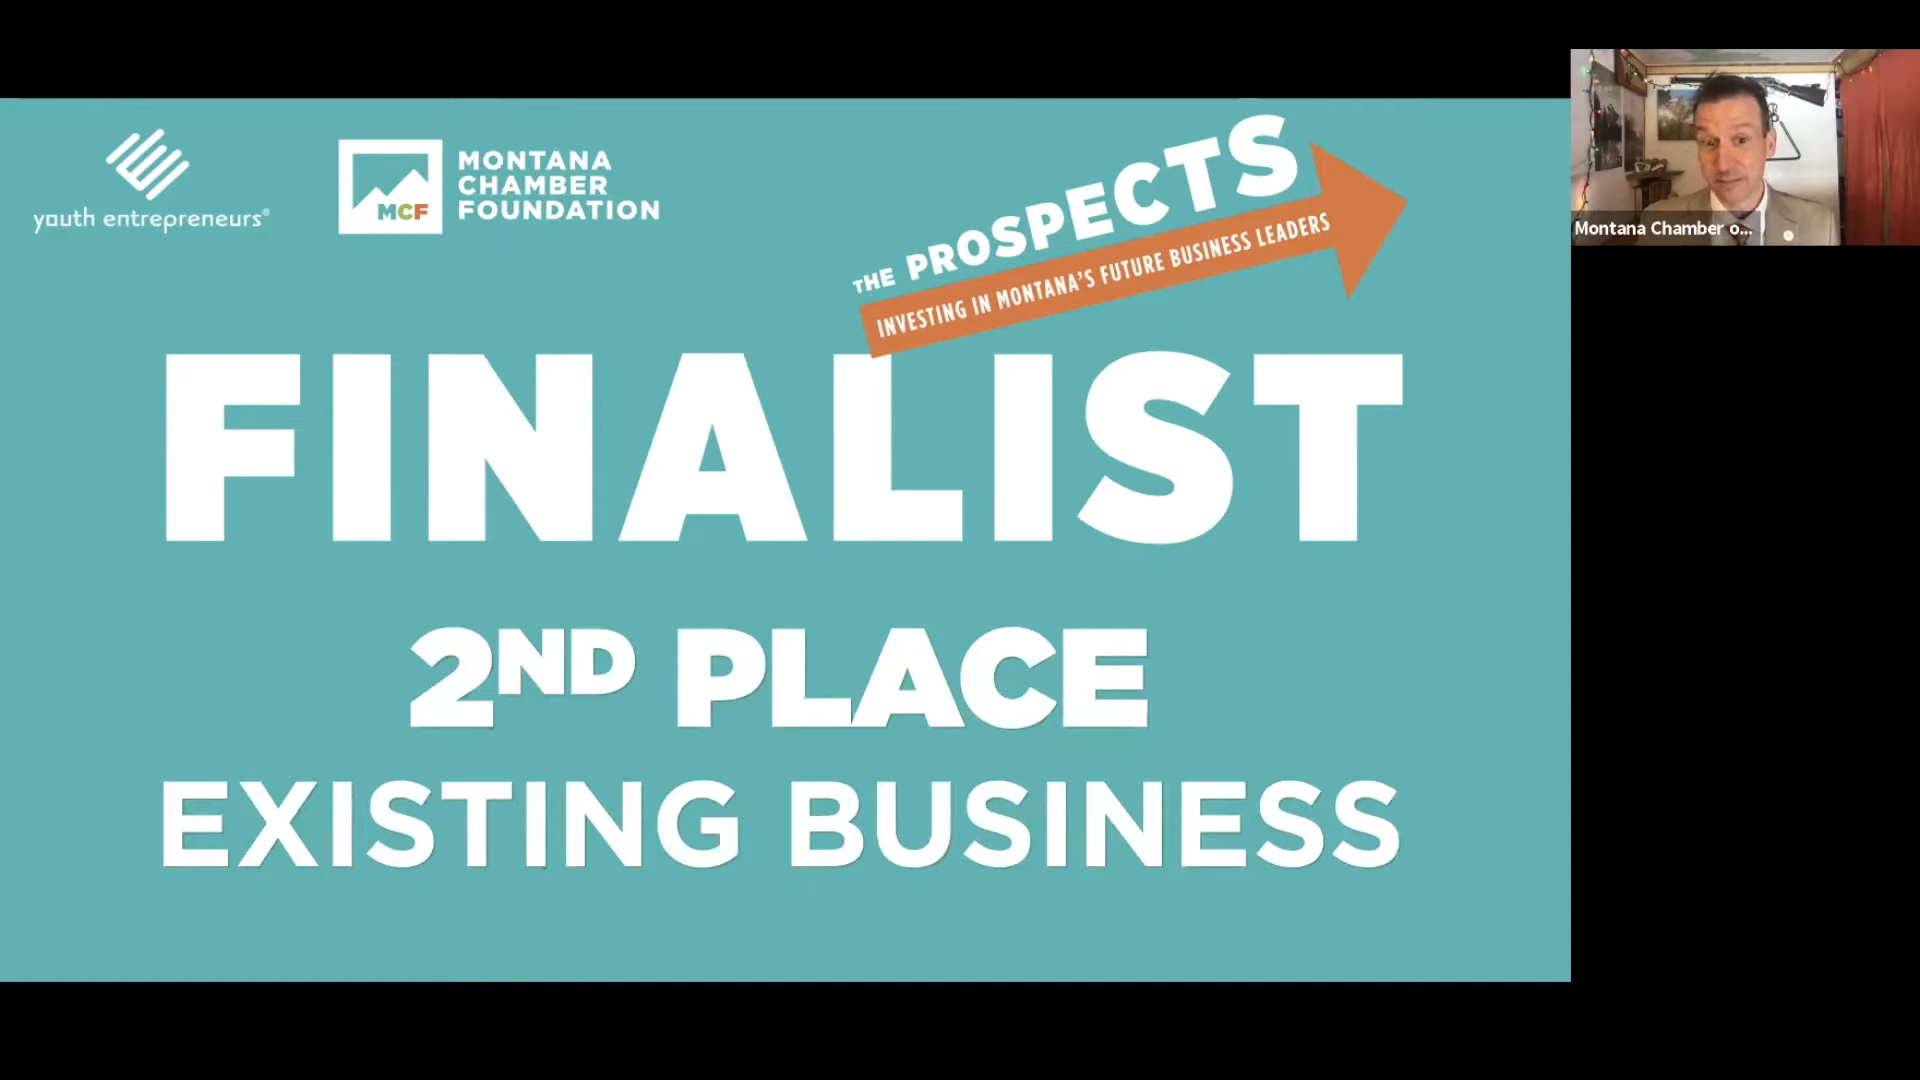 youth entrepreneurs®
MCF
MONTANA
CHAMBER
FOUNDATION
THE PROSPECTS
INVESTING IN MONTANA'S FUTURE BUSINESS LEADERS
Montana Chamber o...
FINALIST
2ND PLACE
EXISTING BUSINESS